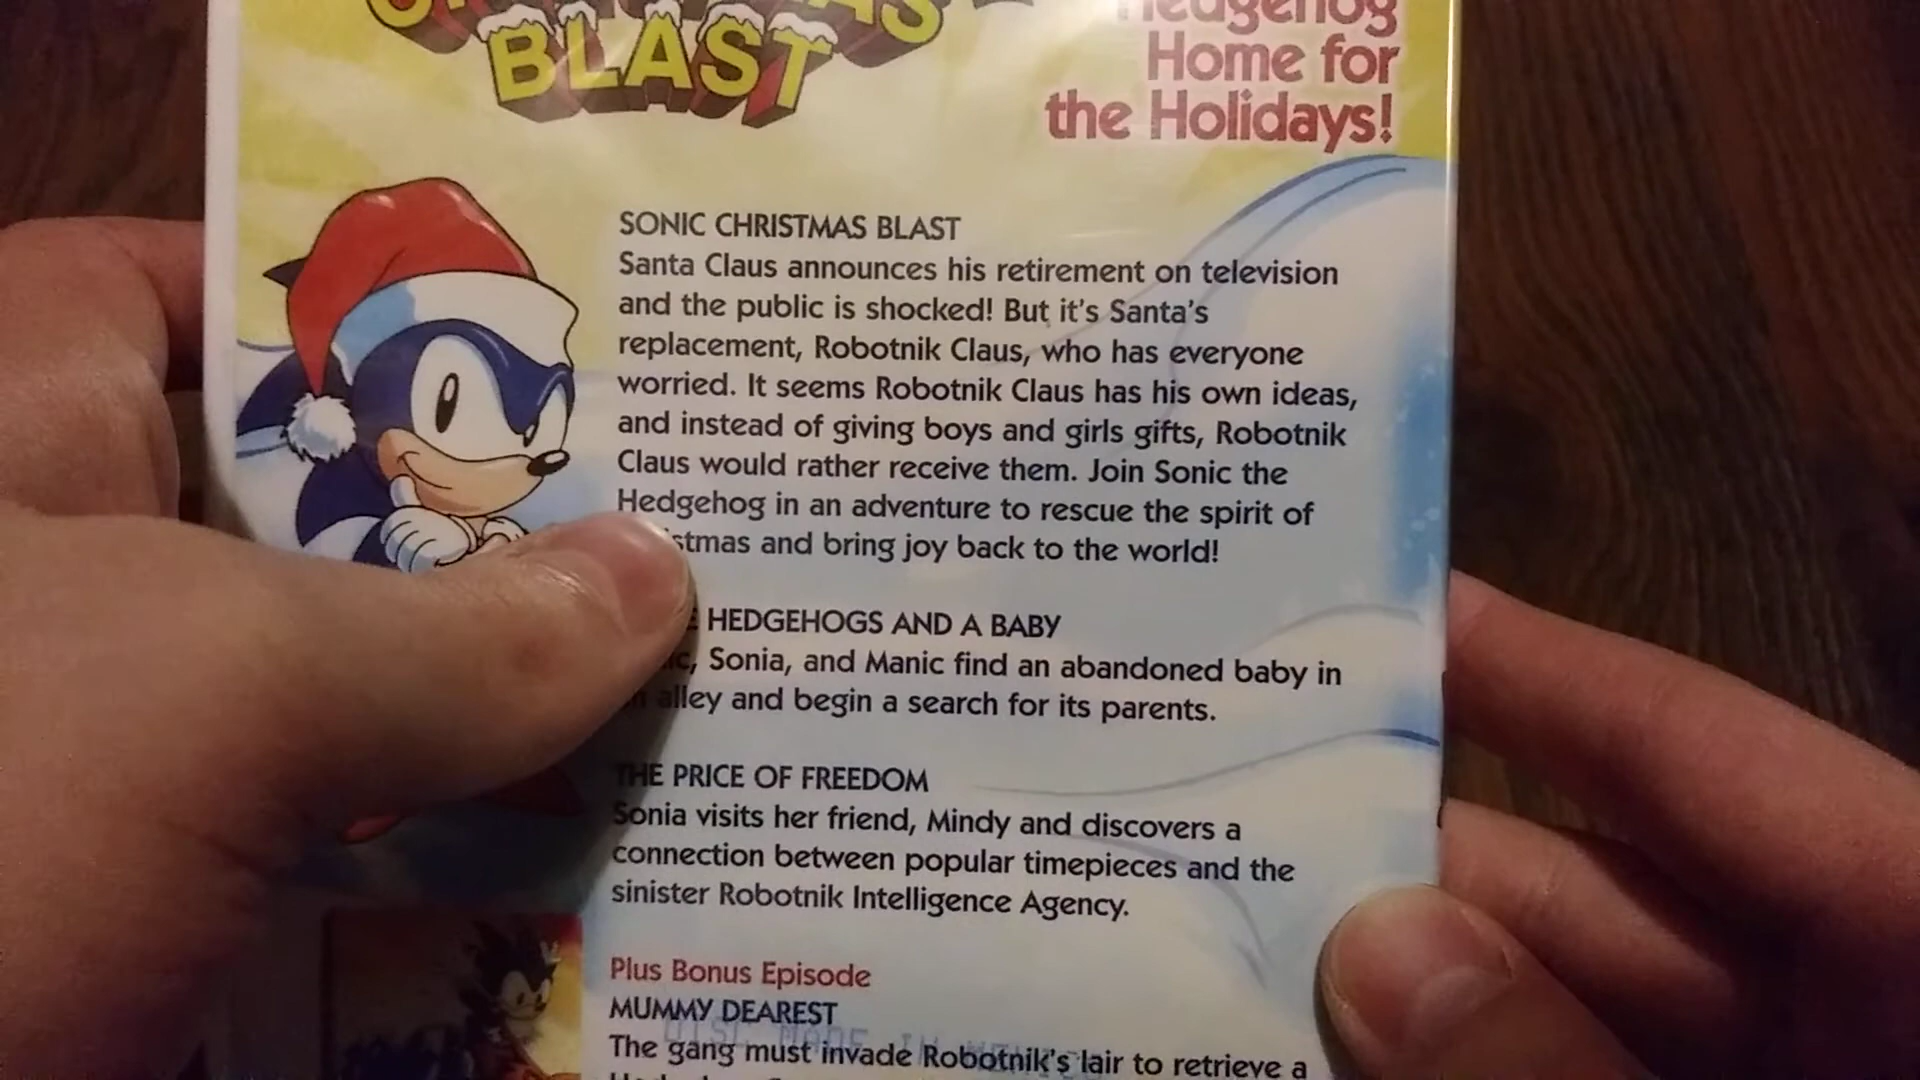 BLAST
Hedgehog
Home for
the Holidays!
SONIC CHRISTMAS BLAST
Santa Claus announces his retirement on television
and the public is shocked! But it's Santa's
replacement, Robotnik Claus, who has everyone
worried. It seems Robotnik Claus has his own ideas,
and instead of giving boys and girls gifts, Robotnik
Claus would rather receive them. Join Sonic the
Hedgehog in an adventure to rescue the spirit of
stmas and bring joy back to the world!
HEDGEHOGS AND A BABY
Sonia, and Manic find an abandoned baby in
alley and begin a search for its parents.
THE PRICE OF FREEDOM
Sonia visits her friend, Mindy and discovers a
connection between popular timepieces and the
sinister Robotnik Intelligence Agency.
Plus Bonus Episode
MUMMY DEAREST
DISC MADE IN
The gang must invade Robotnik's lair to retrieve a